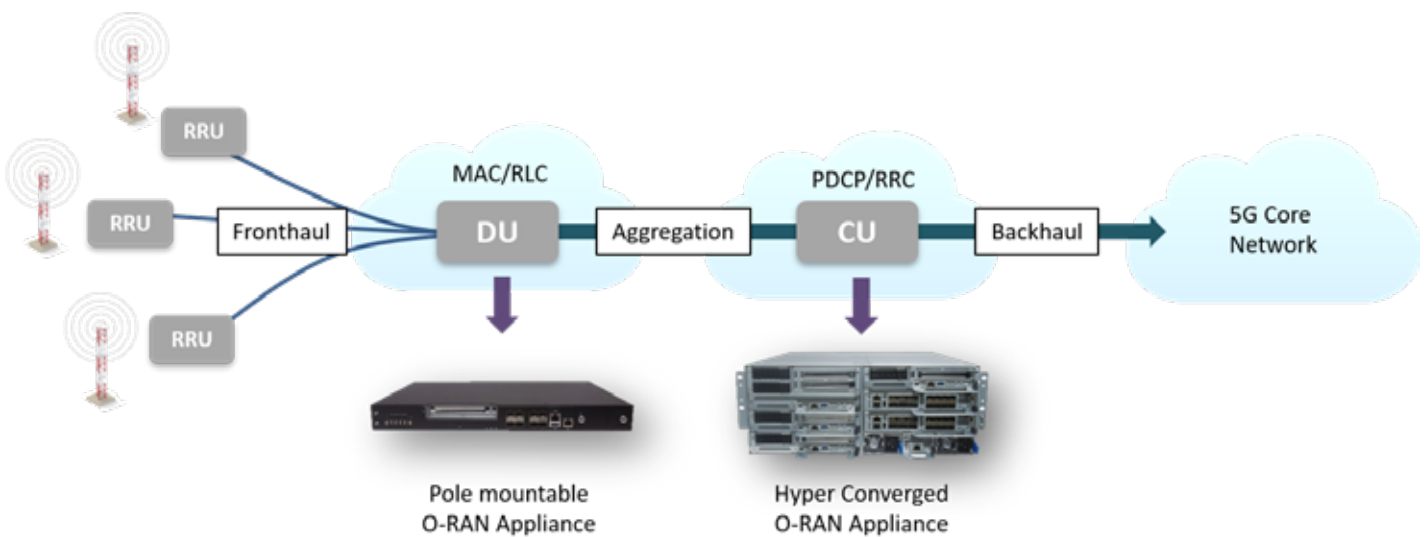 RRU
RRU
RRU
Fronthaul
MAC/RLC
DU
Aggregation
PDCP/RRC
CU
Backhaul
5G Core
Network
Pole mountable
O-RAN Appliance
Hyper Converged
O-RAN Appliance